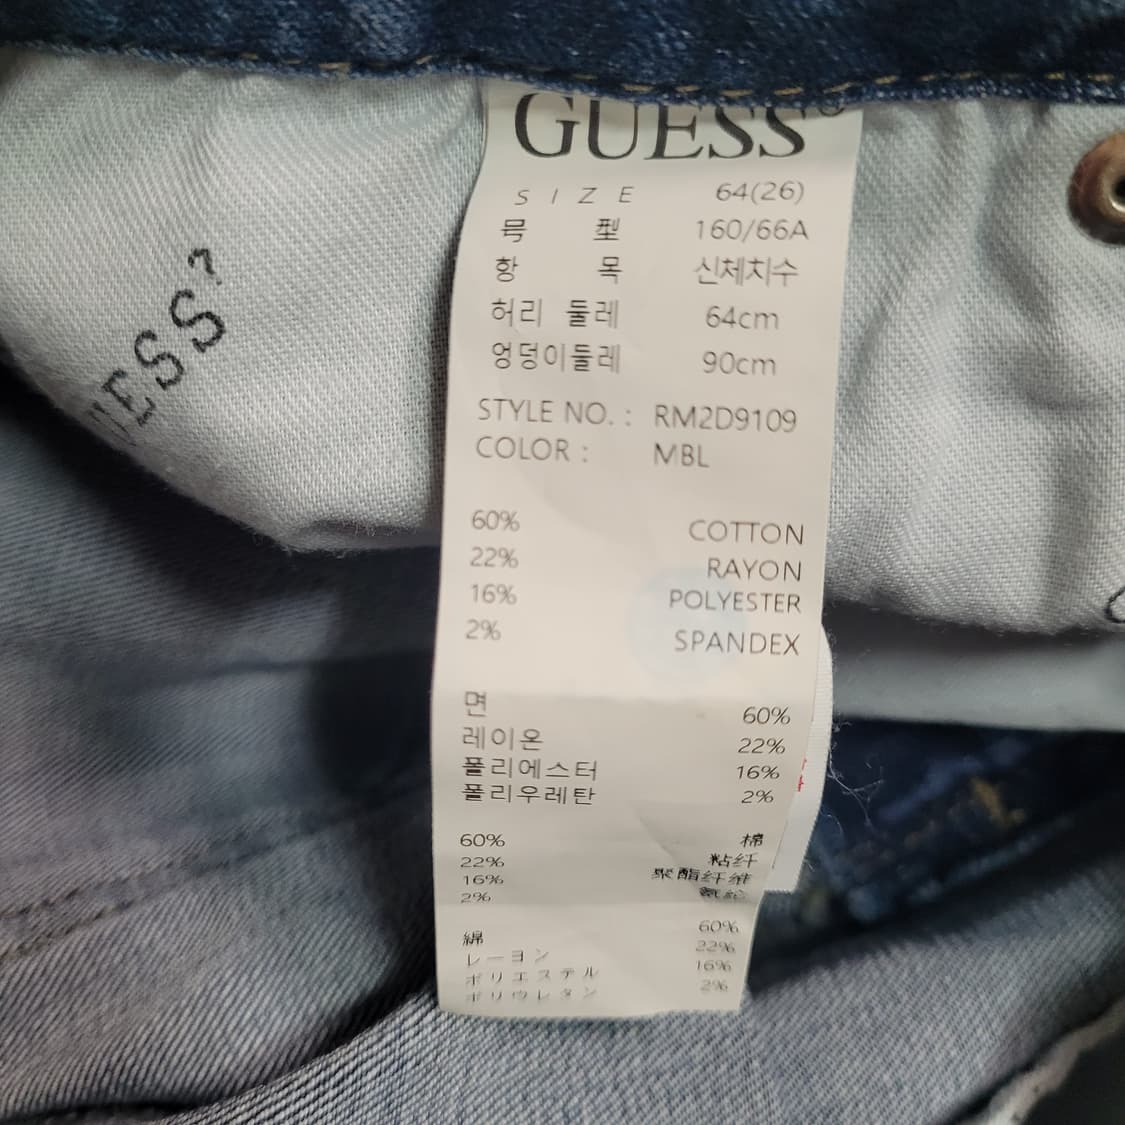 GUESS®
SIZE 64(26)
号型 160/66A
항목 신체치수
허리 둘레 64cm
엉덩이둘레 90cm
STYLE NO. : RM2D9109
COLOR : MBL
60% COTTON
22% RAYON
16% POLYESTER
2% SPANDEX
면 60%
레이온 22%
폴리에스터 16%
폴리우레탄 2%
60% 棉
22% 粘纤
16% 聚酯纤维
2% 氨纶
綿 60%
レーヨン 22%
ポリエステル 16%
ポリウレタン 2%
ESS?